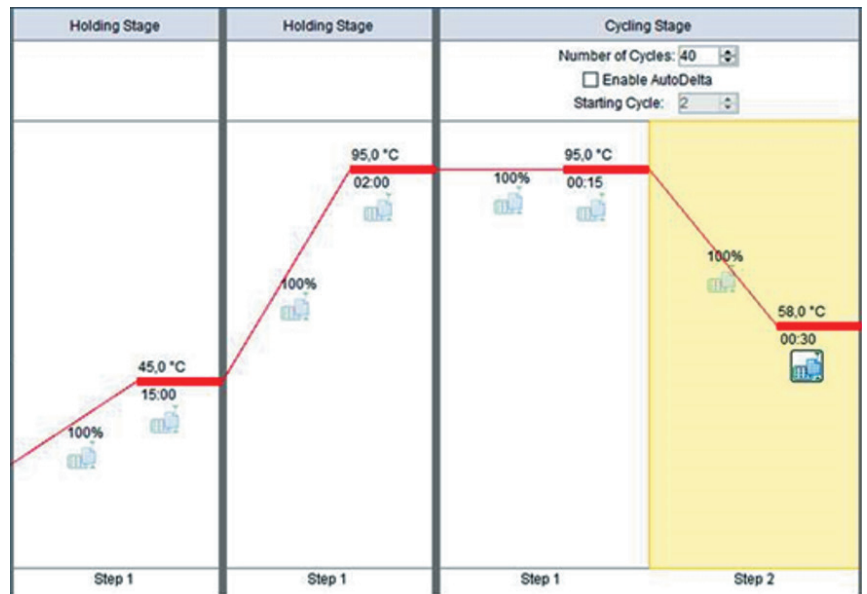 Holding Stage
Holding Stage
Cycling Stage
Number of Cycles: 40
Enable AutoDelta
Starting Cycle: 2
100%
45,0 °C
15:00
100%
95,0 °C
02:00
100%
95,0 °C
00:15
100%
58,0 °C
00:30
Step 1
Step 1
Step 1
Step 2